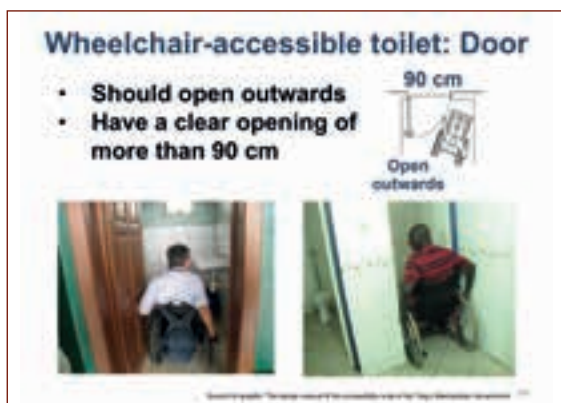 Wheelchair-accessible toilet: Door
• Should open outwards
• Have a clear opening of
more than 90 cm
90 cm
Open
outwards